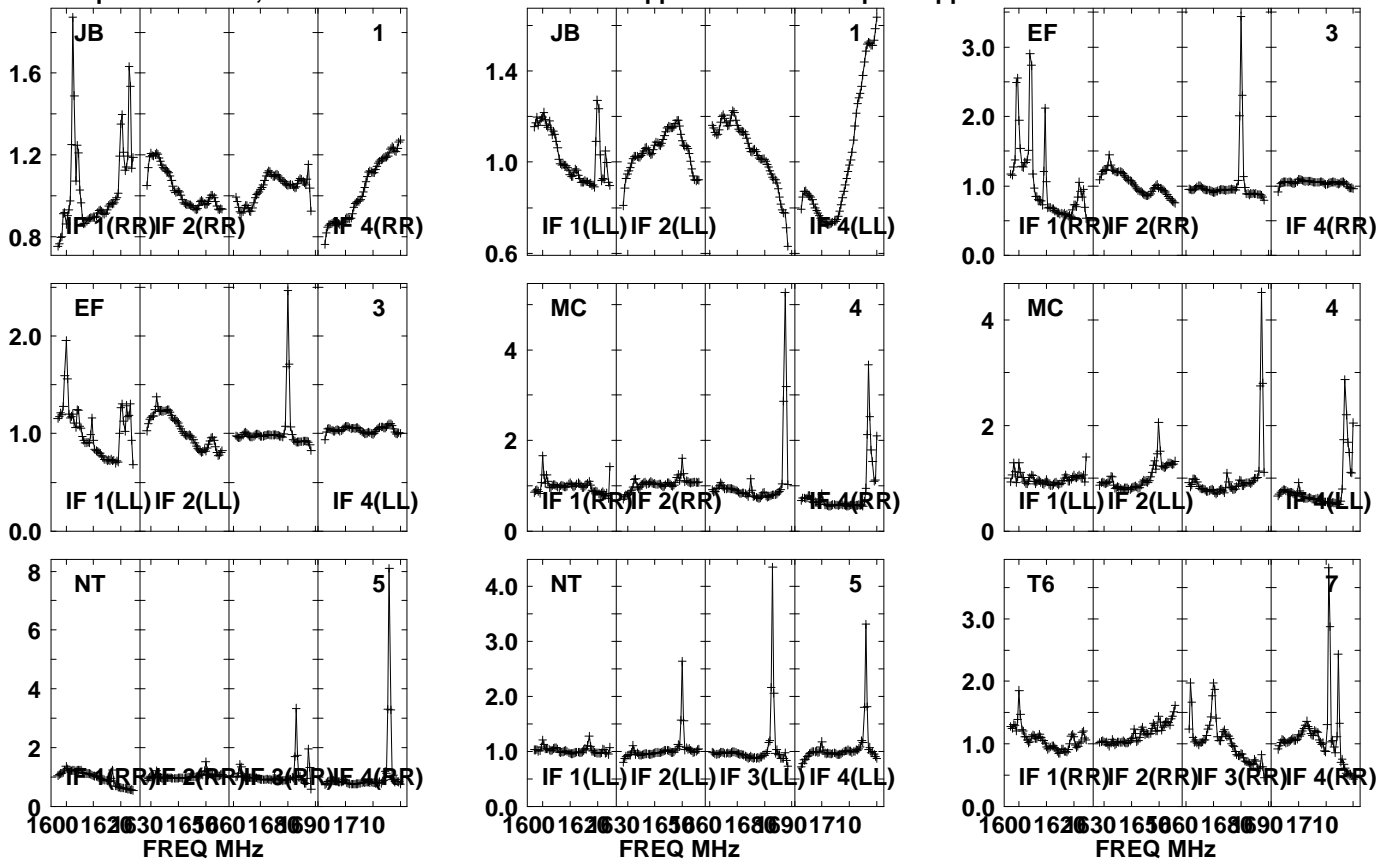 JB 1
1.6
1.2
0.8
IF 1(RR) IF 2(RR) IF 4(RR)
JB 1
1.4
1.0
0.6
IF 1(LL) IF 2(LL) IF 4(LL)
EF 3
3.0
2.0
1.0
0.0
IF 1(RR) IF 2(RR) IF 4(RR)
EF 3
2.0
1.0
0.0
IF 1(LL) IF 2(LL) IF 4(LL)
MC 4
4
2
0
IF 1(RR) IF 2(RR) IF 4(RR)
MC 4
4
2
0
IF 1(LL) IF 2(LL) IF 4(LL)
NT 5
8
6
4
2
0
IF 1(RR) IF 2(RR) IF 3(RR) IF 4(RR)
1600 1710
FREQ MHz
NT 5
4.0
3.0
2.0
1.0
0.0
IF 1(LL) IF 2(LL) IF 3(LL) IF 4(LL)
1600 1710
FREQ MHz
T6 7
3.0
2.0
1.0
0.0
IF 1(RR) IF 2(RR) IF 3(RR) IF 4(RR)
1600 1710
FREQ MHz